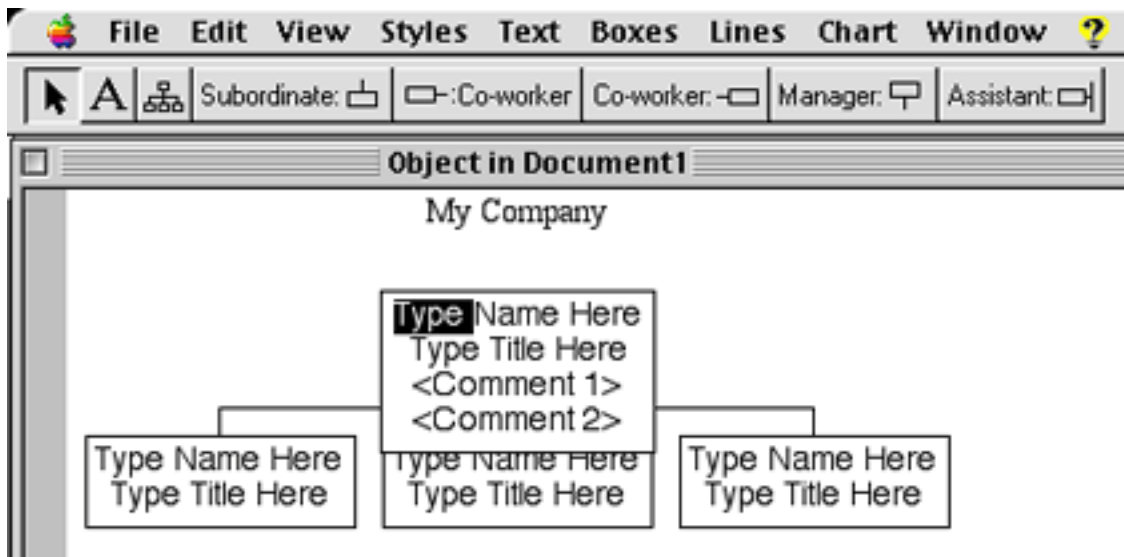 File Edit View Styles Text Boxes Lines Chart Window ?
A Subordinate: :Co-worker Co-worker: Manager: Assistant:
Object in Document1
My Company
Type Name Here
Type Title Here
<Comment 1>
<Comment 2>
Type Name Here Type Name Here Type Name Here
Type Title Here Type Title Here Type Title Here